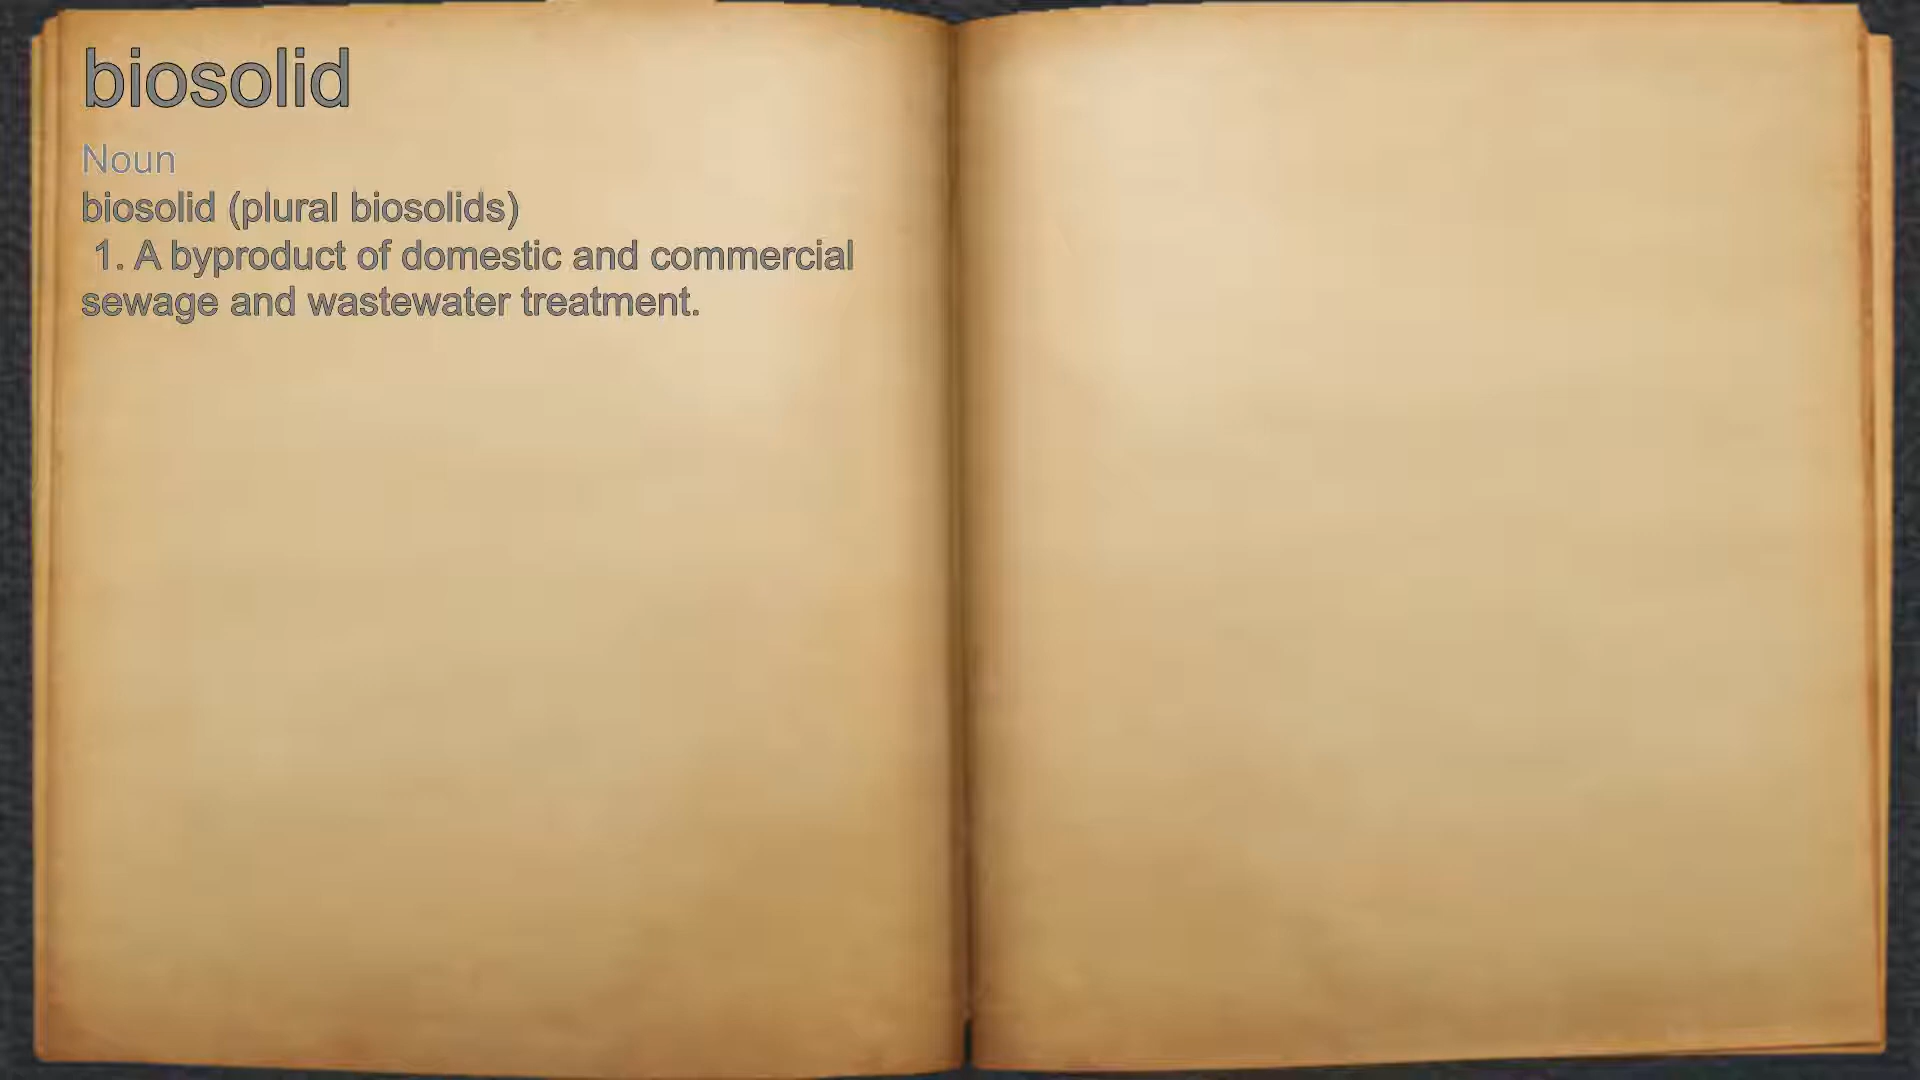 biosolid
Noun
biosolid (plural biosolids)
1. A byproduct of domestic and commercial
sewage and wastewater treatment.